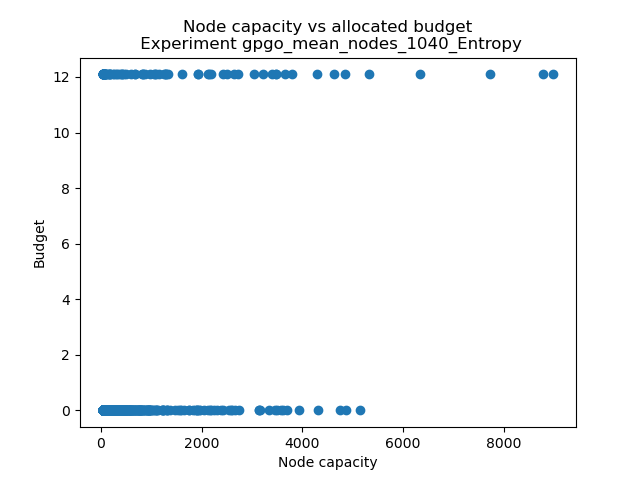 Node capacity vs allocated budget
Experiment gpgo_mean_nodes_1040_Entropy
12
10
8
6
4
2
0
Budget
0 2000 4000 6000 8000
Node capacity